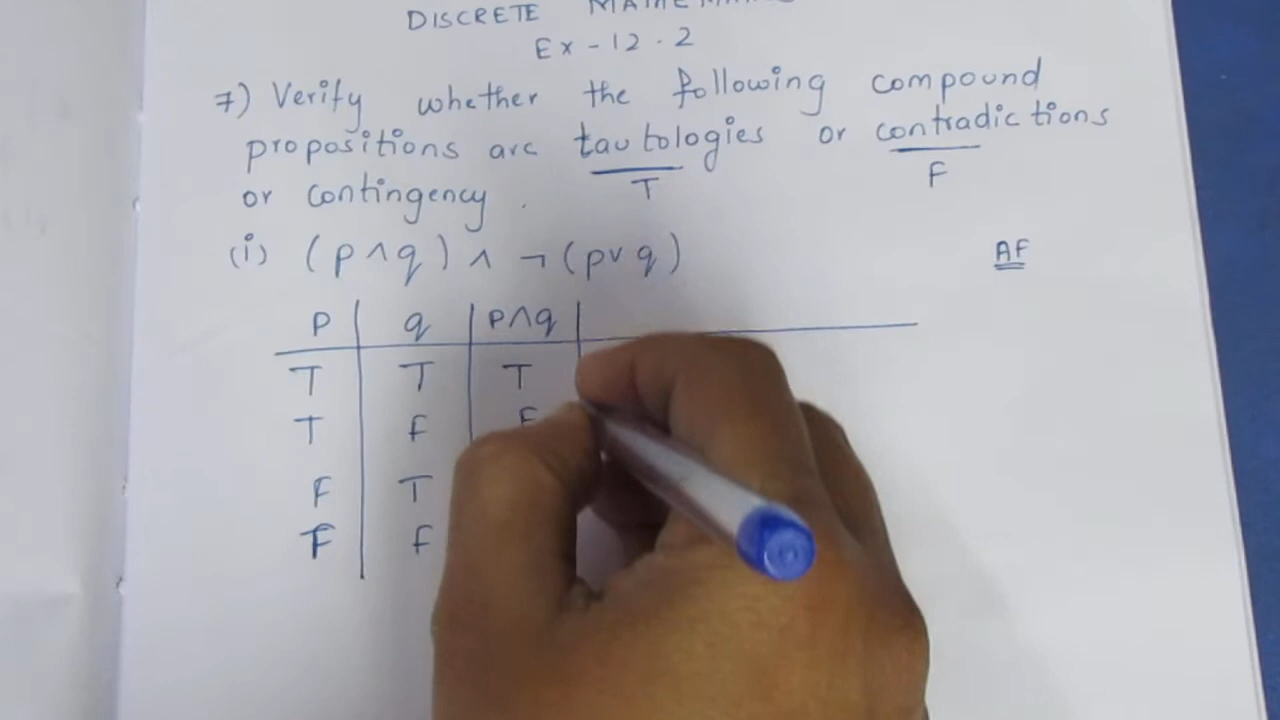 DISCRETE
Ex - 12.2
7) Verify whether the following compound
propositions are tautologies or contradictions
T F
or contingency.
(i) (p ∧ q) ∧ ¬ (p ∨ q)
AF
P q P∧q
T T T
T F F
F T
F F